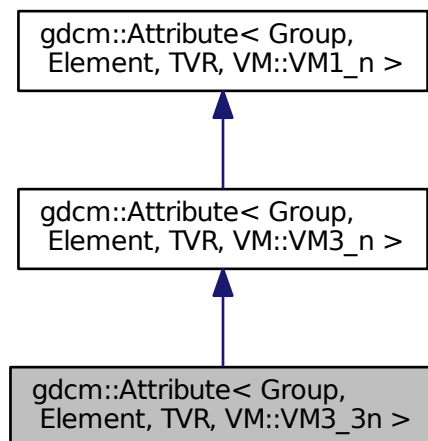 gdcm::Attribute< Group,
Element, TVR, VM::VM1_n >
gdcm::Attribute< Group,
Element, TVR, VM::VM3_n >
gdcm::Attribute< Group,
Element, TVR, VM::VM3_3n >